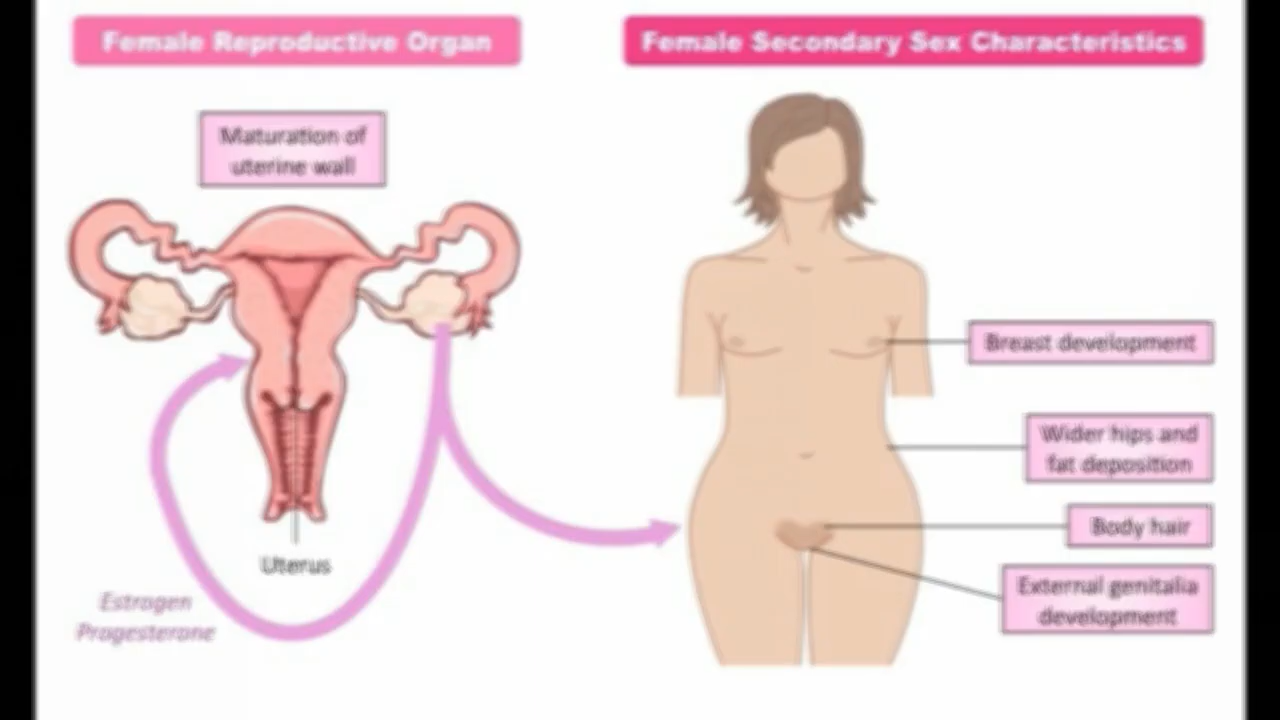 Female Reproductive Organ
Female Secondary Sex Characteristics
Maturation of
uterine wall
Uterus
Estrogen
Progesterone
Breast development
Wider hips and
fat deposition
Body hair
External genitalia
development